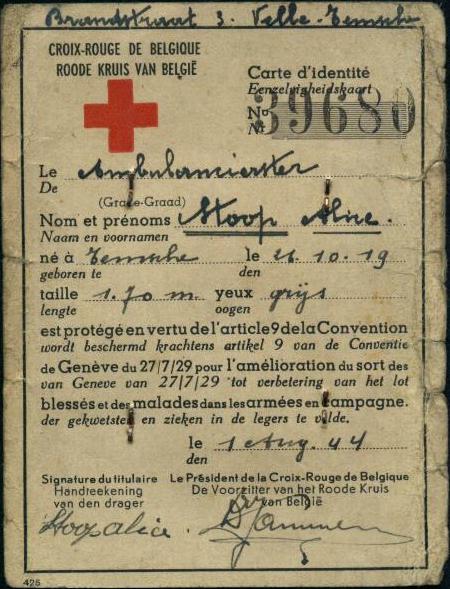 Brandstraat 3. Velle-Temsche
CROIX-ROUGE DE BELGIQUE
ROODE KRUIS VAN BELGIË
Carte d'identité
Eenzelvigheidskaart
No
Nr 39680
Le Ambulancierster
De
(Grade-Graad)
Nom et prénoms Stoop Alice.
Naam en voornamen
né à Temsche le 26.10.19
geboren te den
taille 1.70 m. yeux grijs
lengte oogen
est protégé en vertu de l'article 9 de la Convention
wordt beschermd krachtens artikel 9 van de Conventie
de Genève du 27/7/29 pour l'amélioration du sort des
van Geneve van 27/7/29 tot verbetering van het lot
blessés et des malades dans les armées en campagne.
der gekwetsten en zieken in de legers te velde.
le 1 Aug. 44
den
Signature du titulaire Le Président de la Croix-Rouge de Belgique
Handteekening De Voorzitter van het Roode Kruis
van den drager van België
Stoop alice.
425